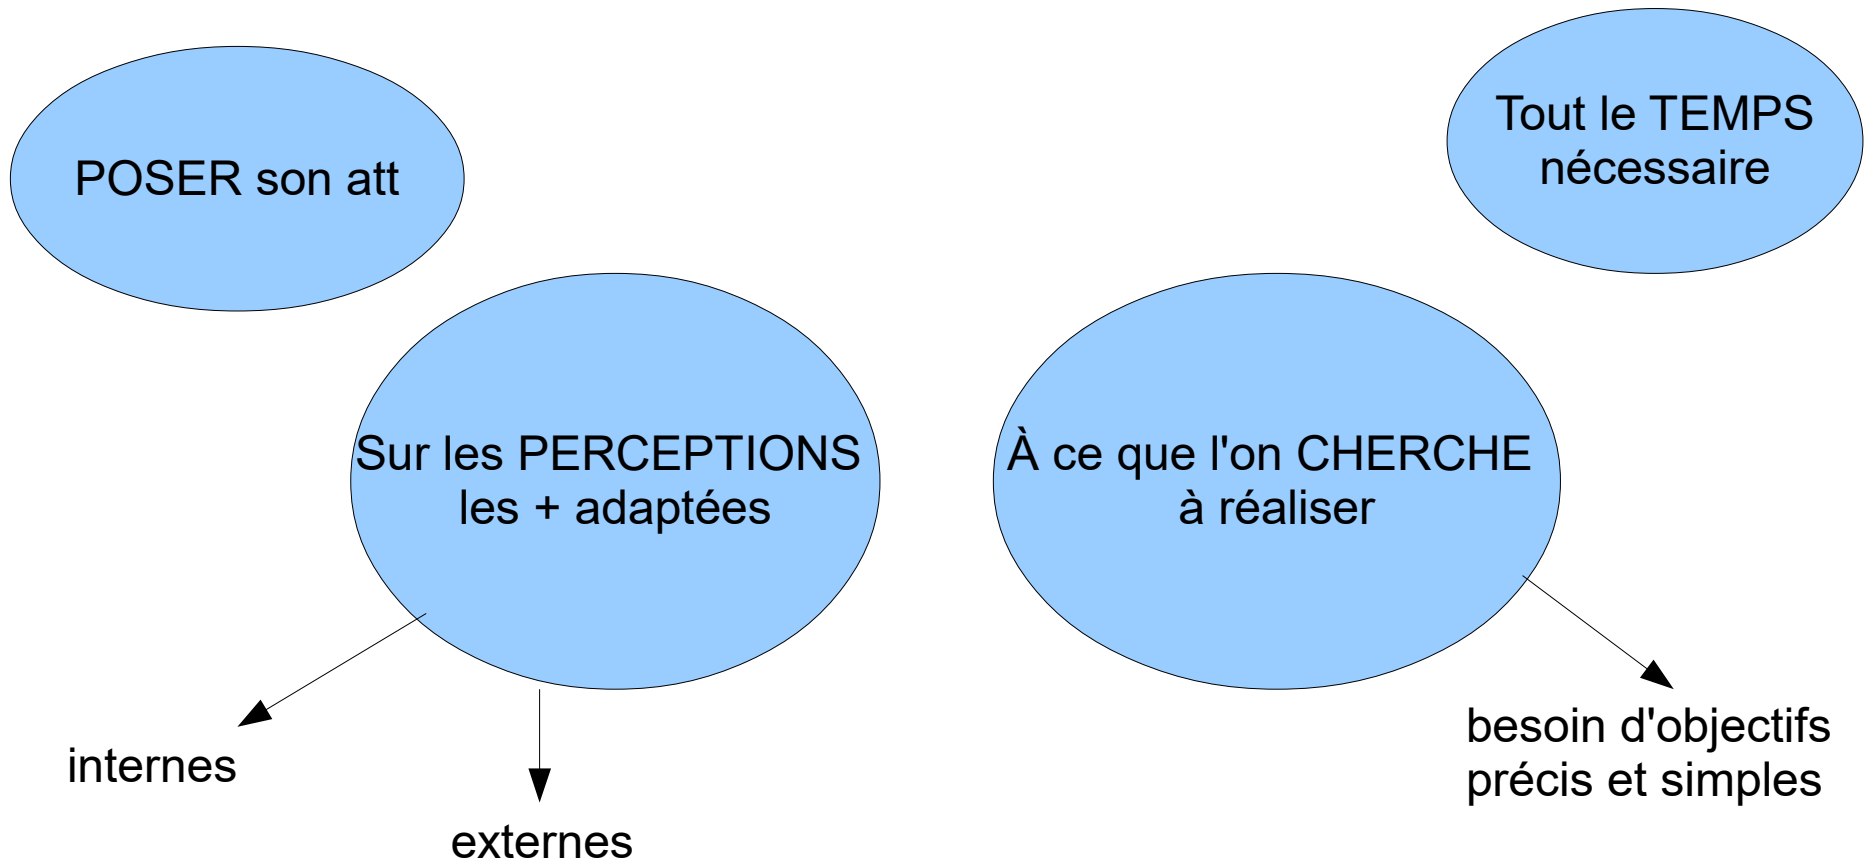 POSER son att
Sur les PERCEPTIONS
les + adaptées
À ce que l'on CHERCHE
à réaliser
Tout le TEMPS
nécessaire
internes
externes
besoin d'objectifs
précis et simples